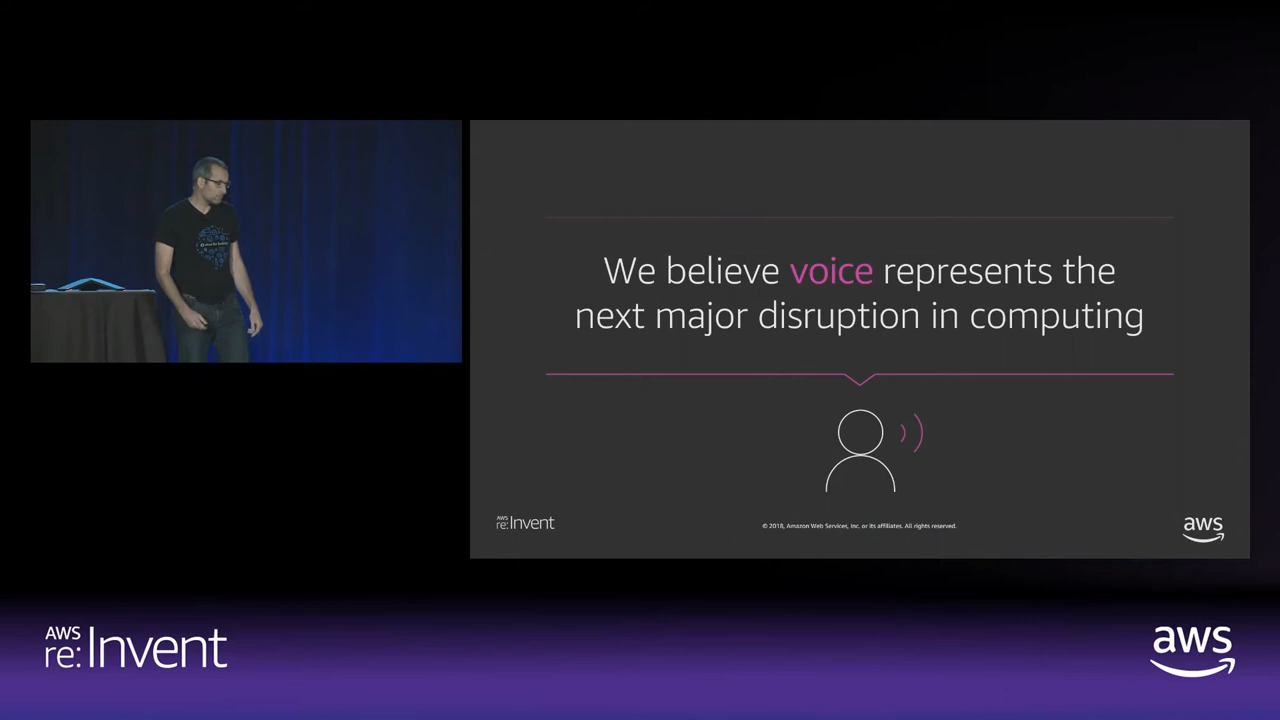 We believe voice represents the
next major disruption in computing
AWS
re:Invent
© 2018, Amazon Web Services, Inc. or its affiliates. All rights reserved.
aws
AWS
re:Invent
aws